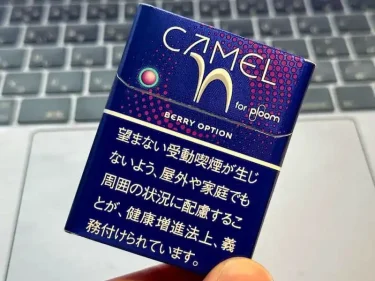 CAMEL
for ploom
BERRY OPTION
望まない受動喫煙が生じ
ないよう、屋外や家庭でも
周囲の状況に配慮するこ
とが、健康増進法上、義
務付けられています。